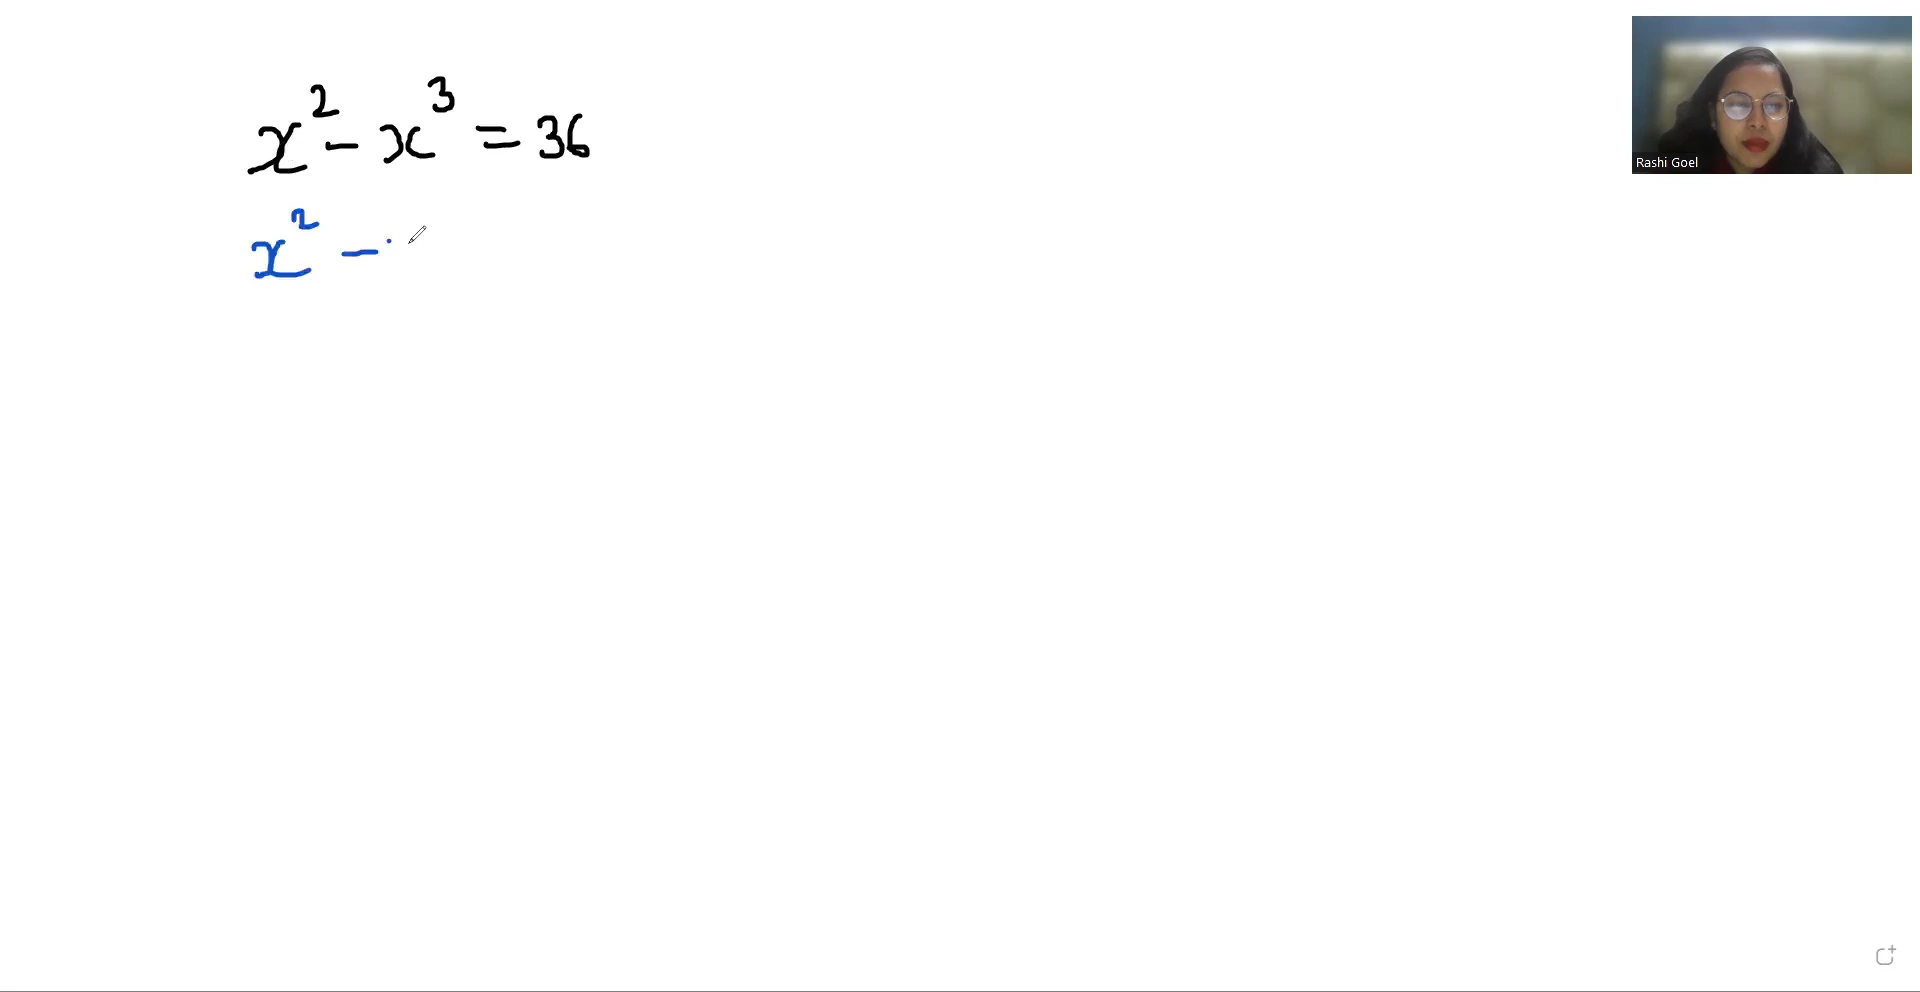 x² - x³ = 36
x² -
Rashi Goel